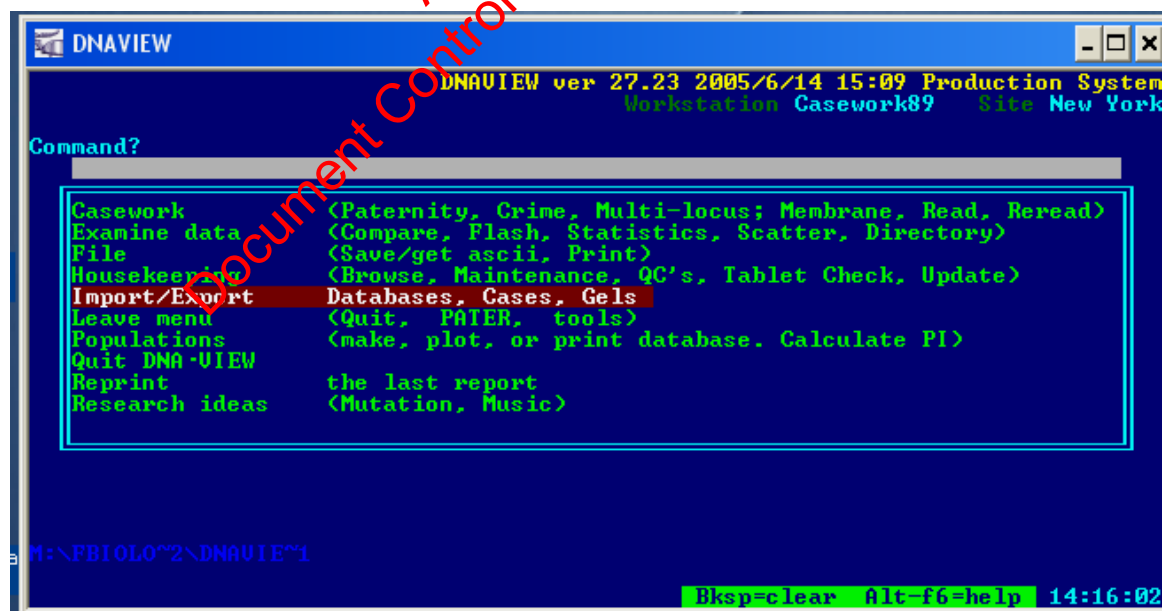 DNAVIEW
DNAVIEW ver 27.23 2005/6/14 15:09 Production System
Workstation Casework89 Site New York
Command?
Casework (Paternity, Crime, Multi-locus; Membrane, Read, Reread)
Examine data (Compare, Flash, Statistics, Scatter, Directory)
File (Save/get ascii, Print)
Housekeeping (Browse, Maintenance, QC's, Tablet Check, Update)
Import/Export Databases, Cases, Gels
Leave menu (Quit, PATER, tools)
Populations (make, plot, or print database. Calculate PI)
Quit DNA-VIEW
Reprint the last report
Research ideas (Mutation, Music)
M:\FBIOLO~2\DNAVIE~1
Bksp=clear Alt-f6=help 14:16:02
Document Control